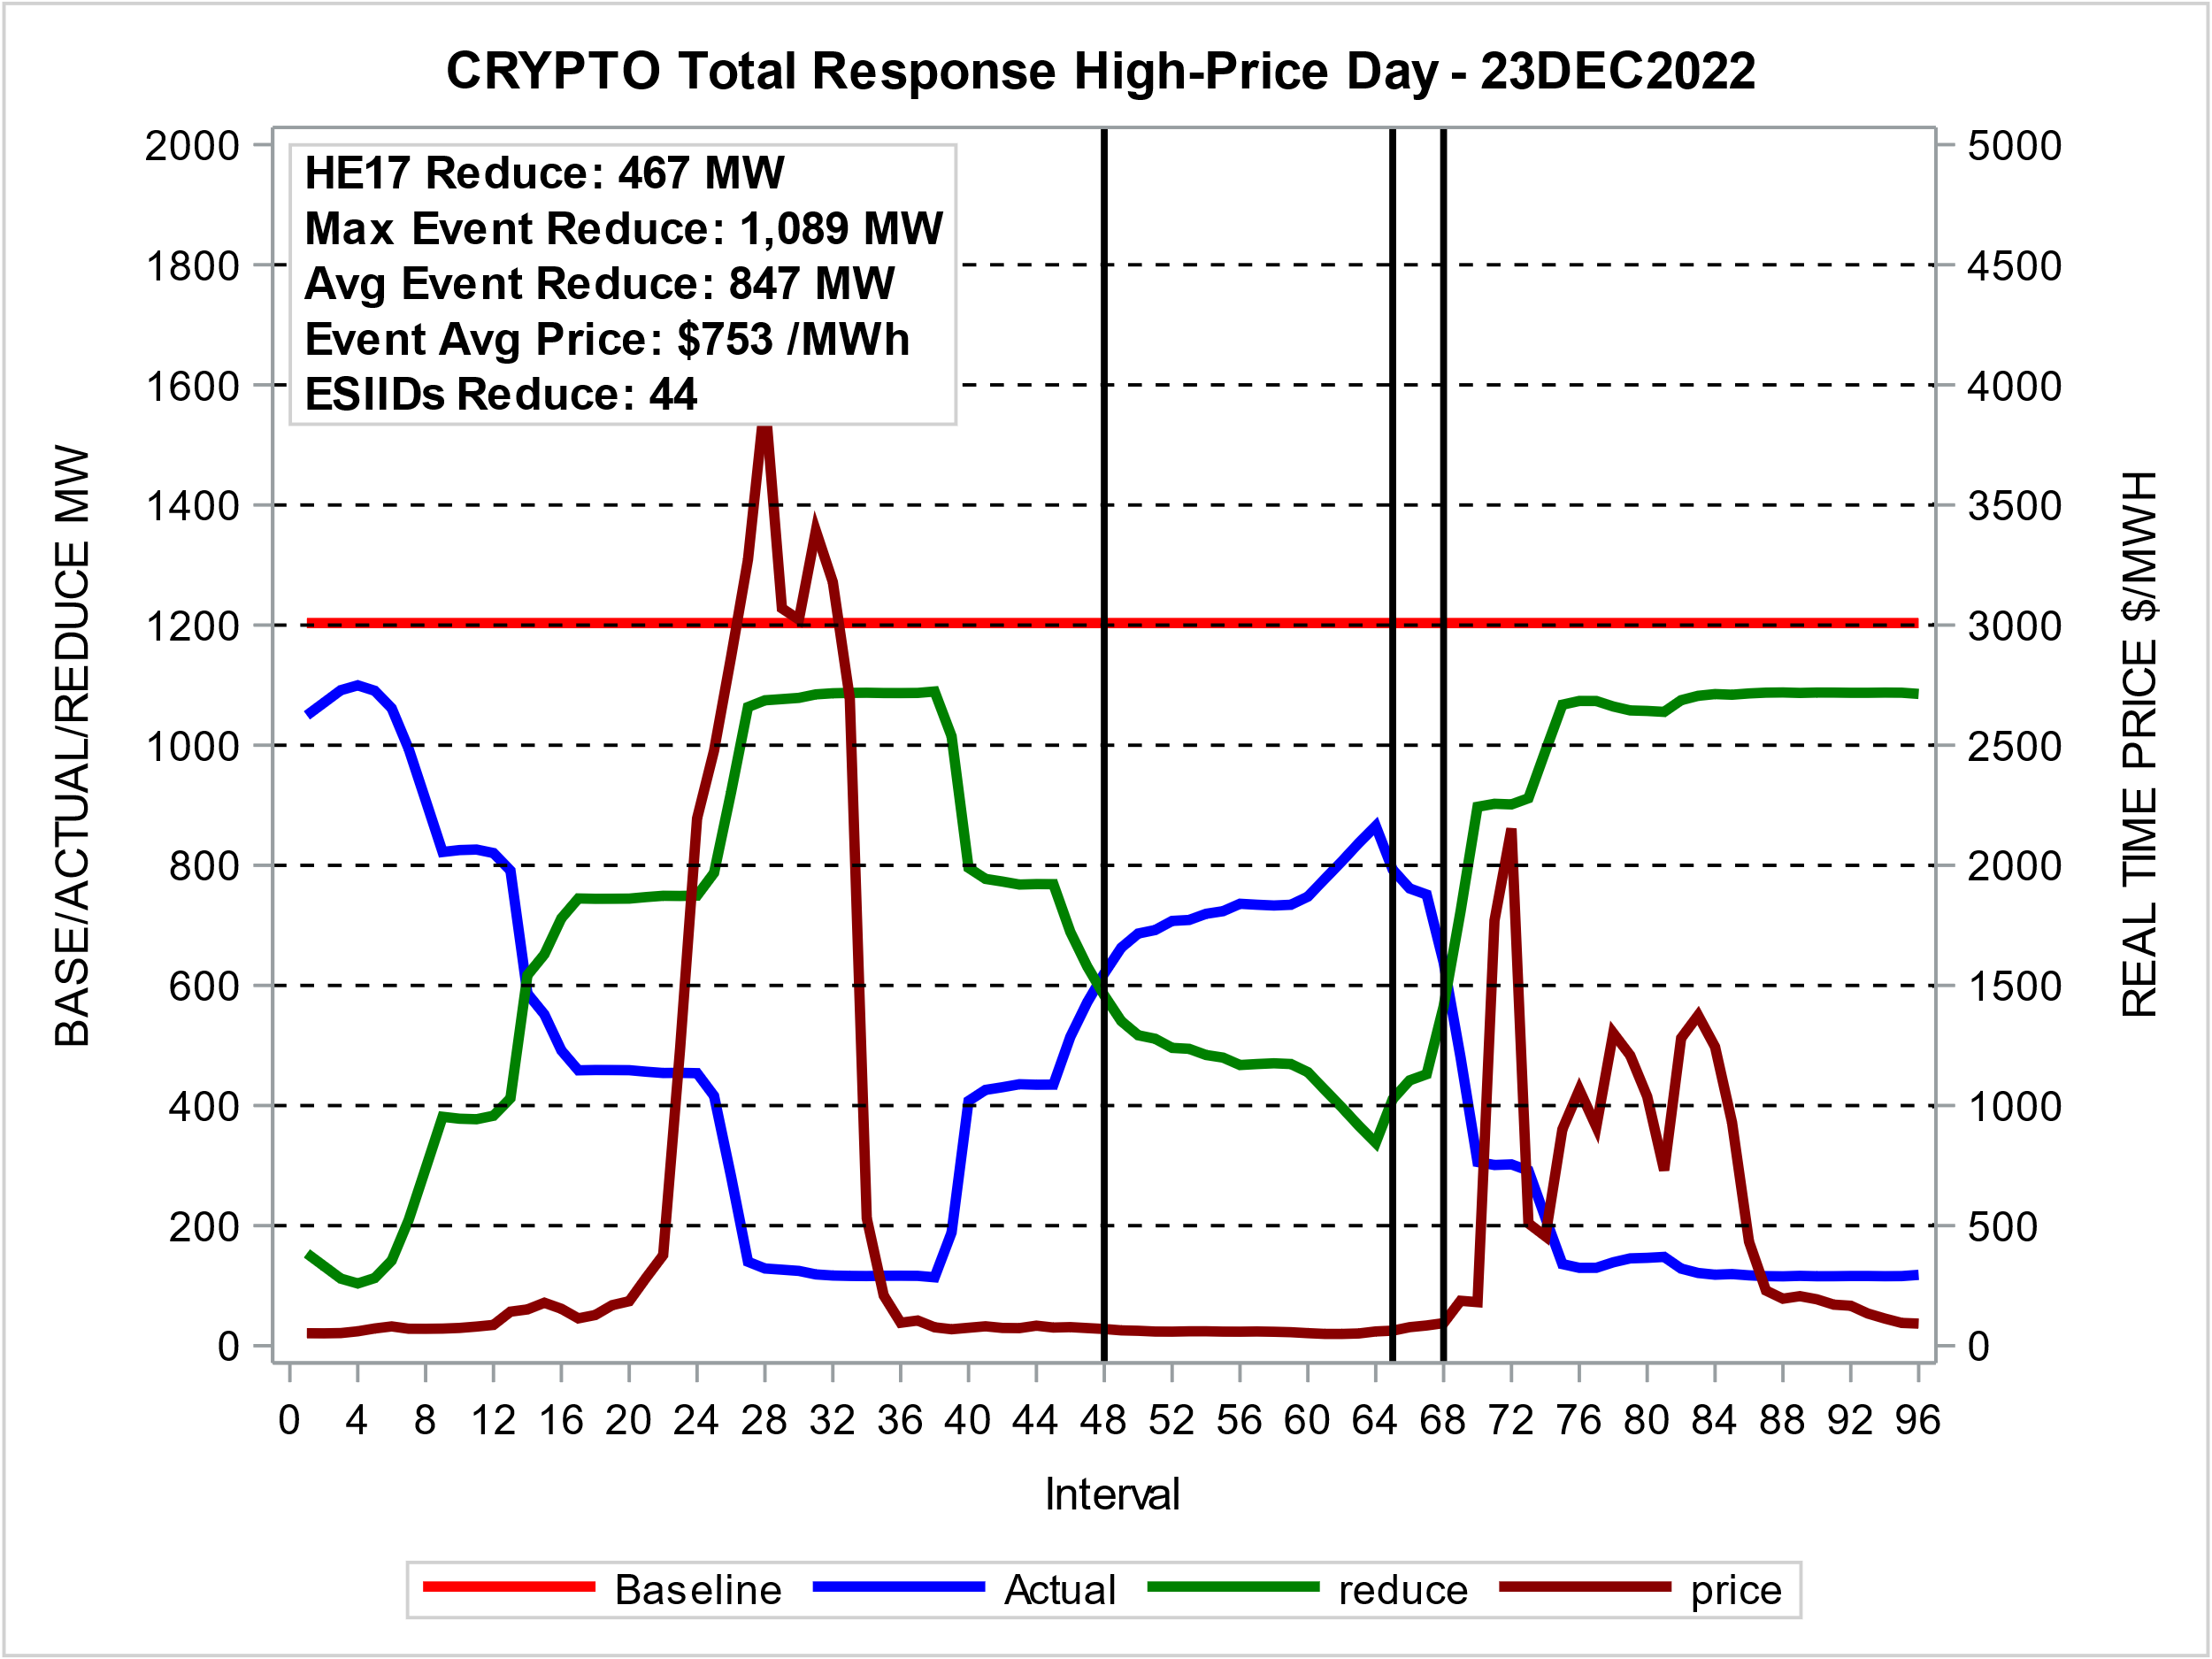 CRYPTO Total Response High-Price Day - 23DEC2022
HE17 Reduce: 467 MW
Max Event Reduce: 1,089 MW
Avg Event Reduce: 847 MW
Event Avg Price: $753 /MWh
ESIIDs Reduce: 44
BASE/ACTUAL/REDUCE MW
2000
1800
1600
1400
1200
1000
800
600
400
200
0
5000
4500
4000
3500
3000
2500
2000
1500
1000
500
0
REAL TIME PRICE $/MWH
0 4 8 12 16 20 24 28 32 36 40 44 48 52 56 60 64 68 72 76 80 84 88 92 96
Interval
Baseline Actual reduce price